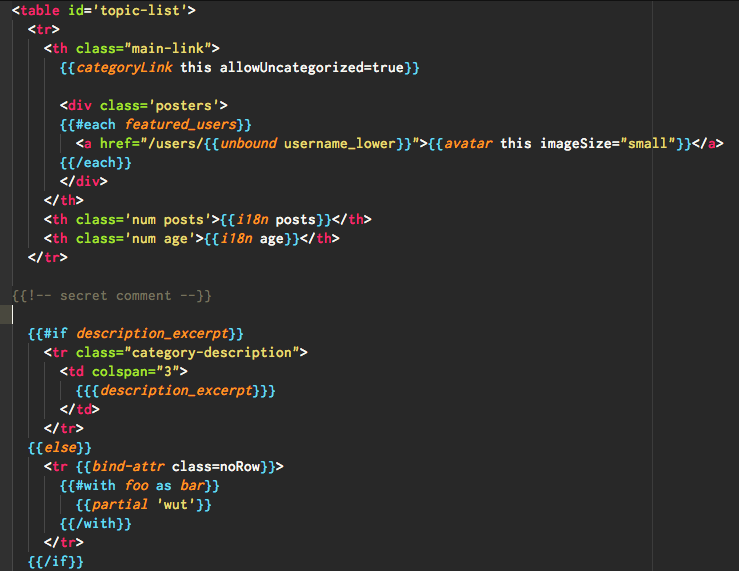 <table id='topic-list'>
<tr>
<th class="main-link">
{{categoryLink this allowUncategorized=true}}
<div class='posters'>
{{#each featured_users}}
<a href="/users/{{unbound username_lower}}">{{avatar this imageSize="small"}}</a>
{{/each}}
</div>
</th>
<th class='num posts'>{{i18n posts}}</th>
<th class='num age'>{{i18n age}}</th>
</tr>
{{!-- secret comment --}}
{{#if description_excerpt}}
<tr class="category-description">
<td colspan="3">
{{{description_excerpt}}}
</td>
</tr>
{{else}}
<tr {{bind-attr class=noRow}}>
{{#with foo as bar}}
{{partial 'wut'}}
{{/with}}
</tr>
{{/if}}